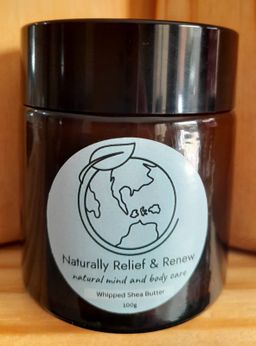 Naturally Relief & Renew
natural mind and body care
Whipped Shea Butter
100g